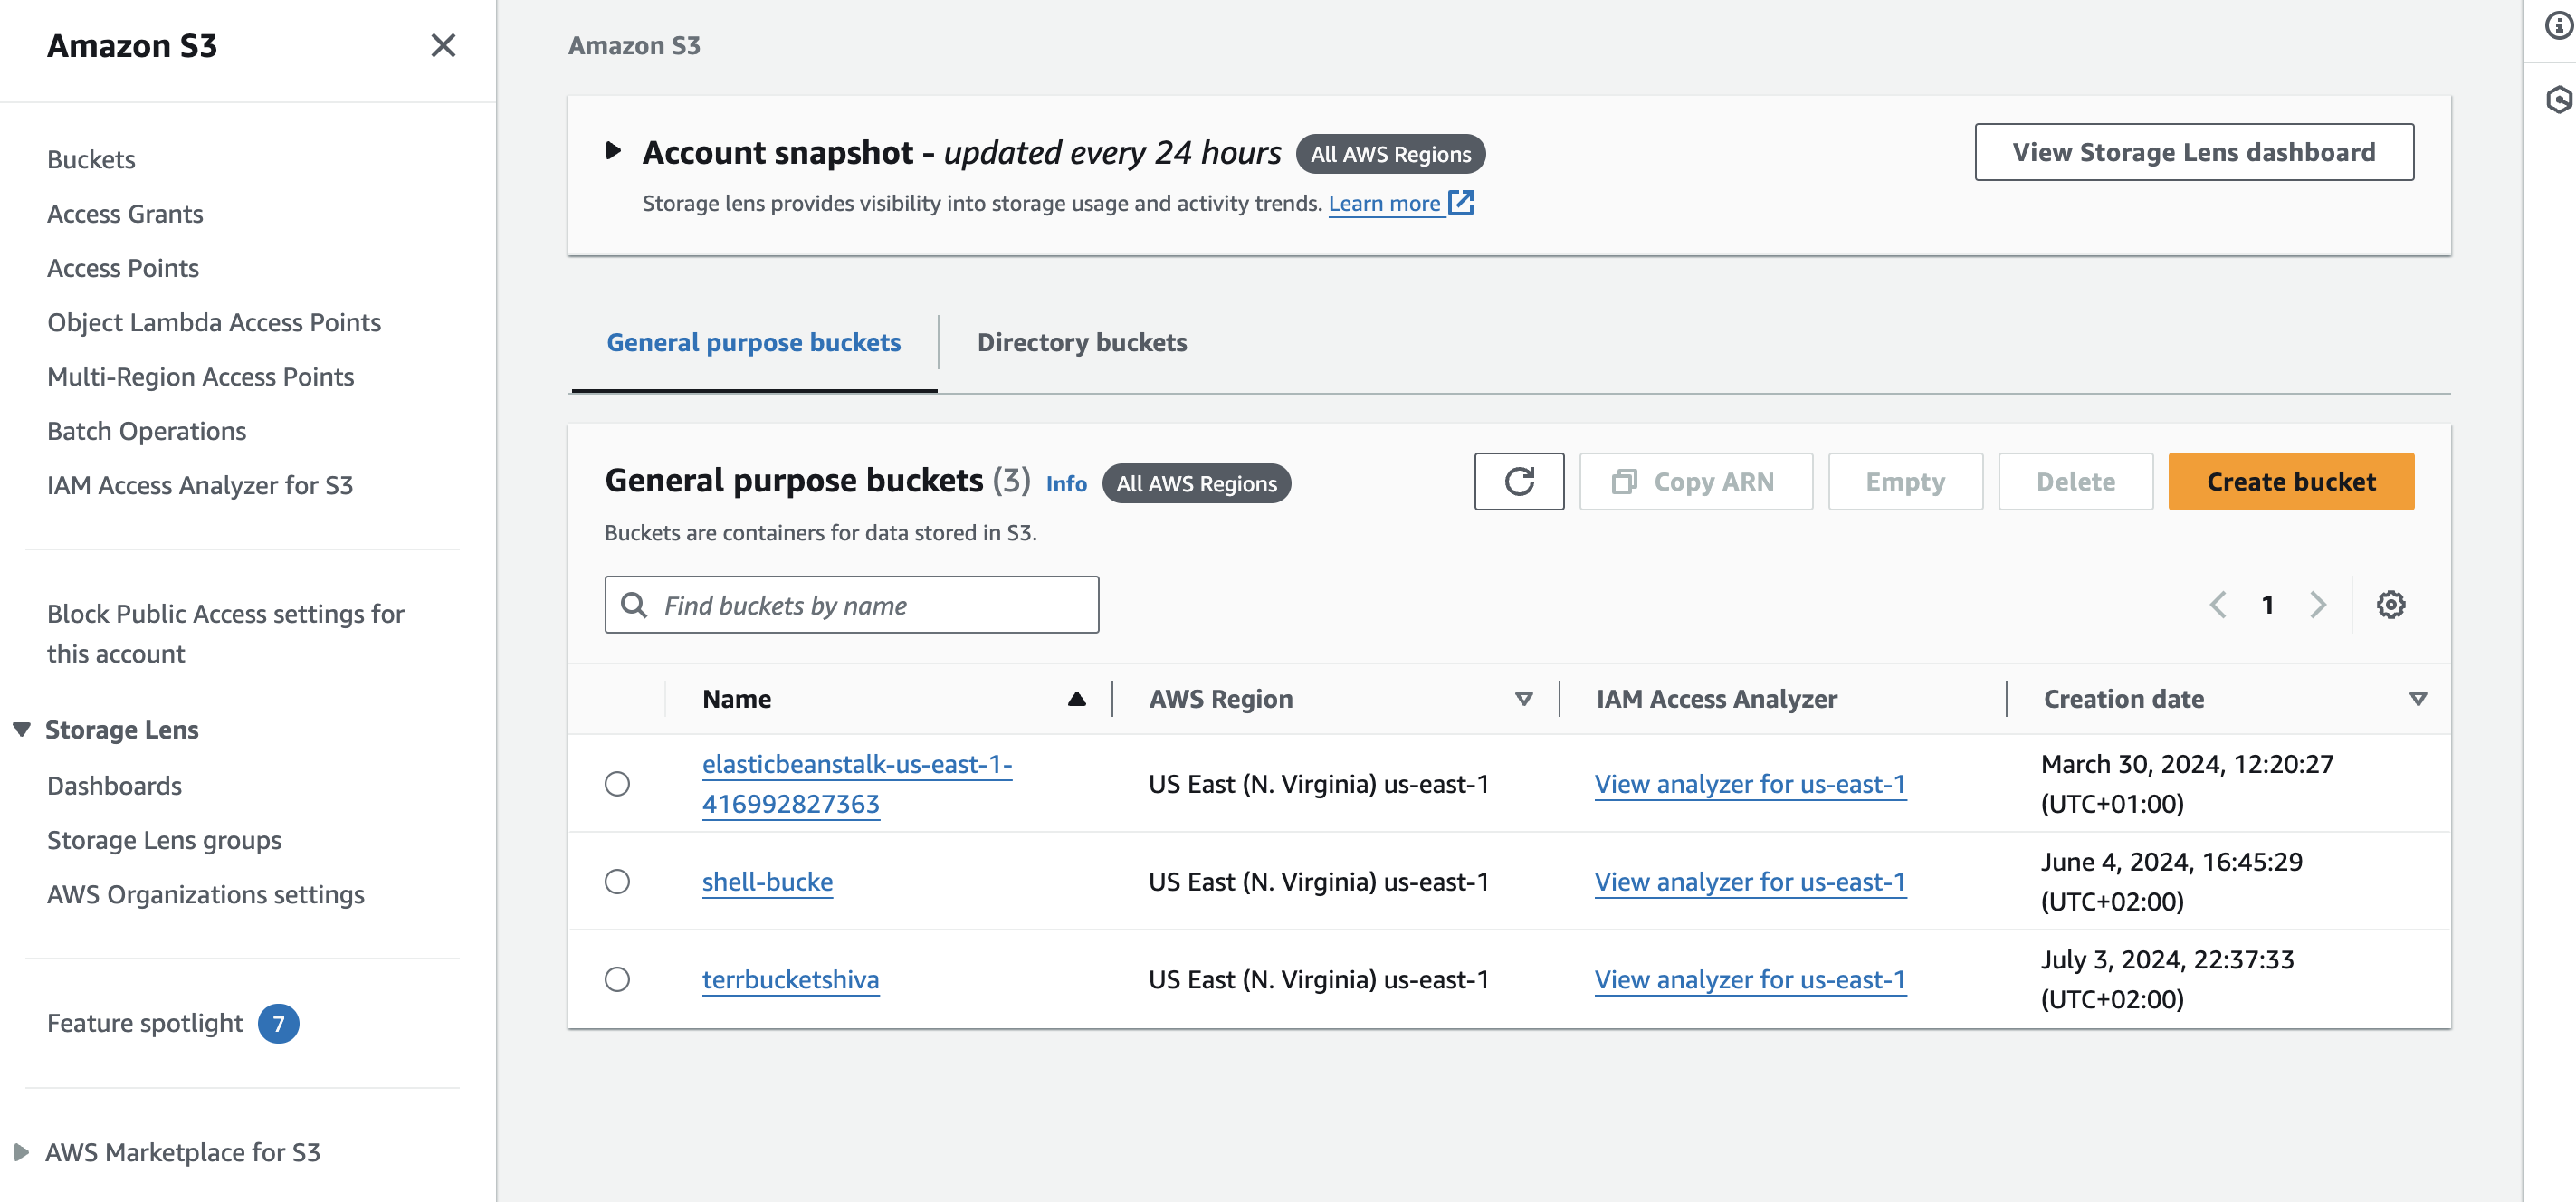 Amazon S3
Buckets
Access Grants
Access Points
Object Lambda Access Points
Multi-Region Access Points
Batch Operations
IAM Access Analyzer for S3
Block Public Access settings for
this account
Storage Lens
Dashboards
Storage Lens groups
AWS Organizations settings
Feature spotlight 7
AWS Marketplace for S3
Amazon S3
Account snapshot - updated every 24 hours All AWS Regions
View Storage Lens dashboard
Storage lens provides visibility into storage usage and activity trends. Learn more
General purpose buckets
Directory buckets
General purpose buckets (3) Info All AWS Regions
Copy ARN
Empty
Delete
Create bucket
Buckets are containers for data stored in S3.
Find buckets by name
1
Name AWS Region IAM Access Analyzer Creation date
elasticbeanstalk-us-east-1-
416992827363
US East (N. Virginia) us-east-1
View analyzer for us-east-1
March 30, 2024, 12:20:27
(UTC+01:00)
shell-bucke
US East (N. Virginia) us-east-1
View analyzer for us-east-1
June 4, 2024, 16:45:29
(UTC+02:00)
terrbucketshiva
US East (N. Virginia) us-east-1
View analyzer for us-east-1
July 3, 2024, 22:37:33
(UTC+02:00)